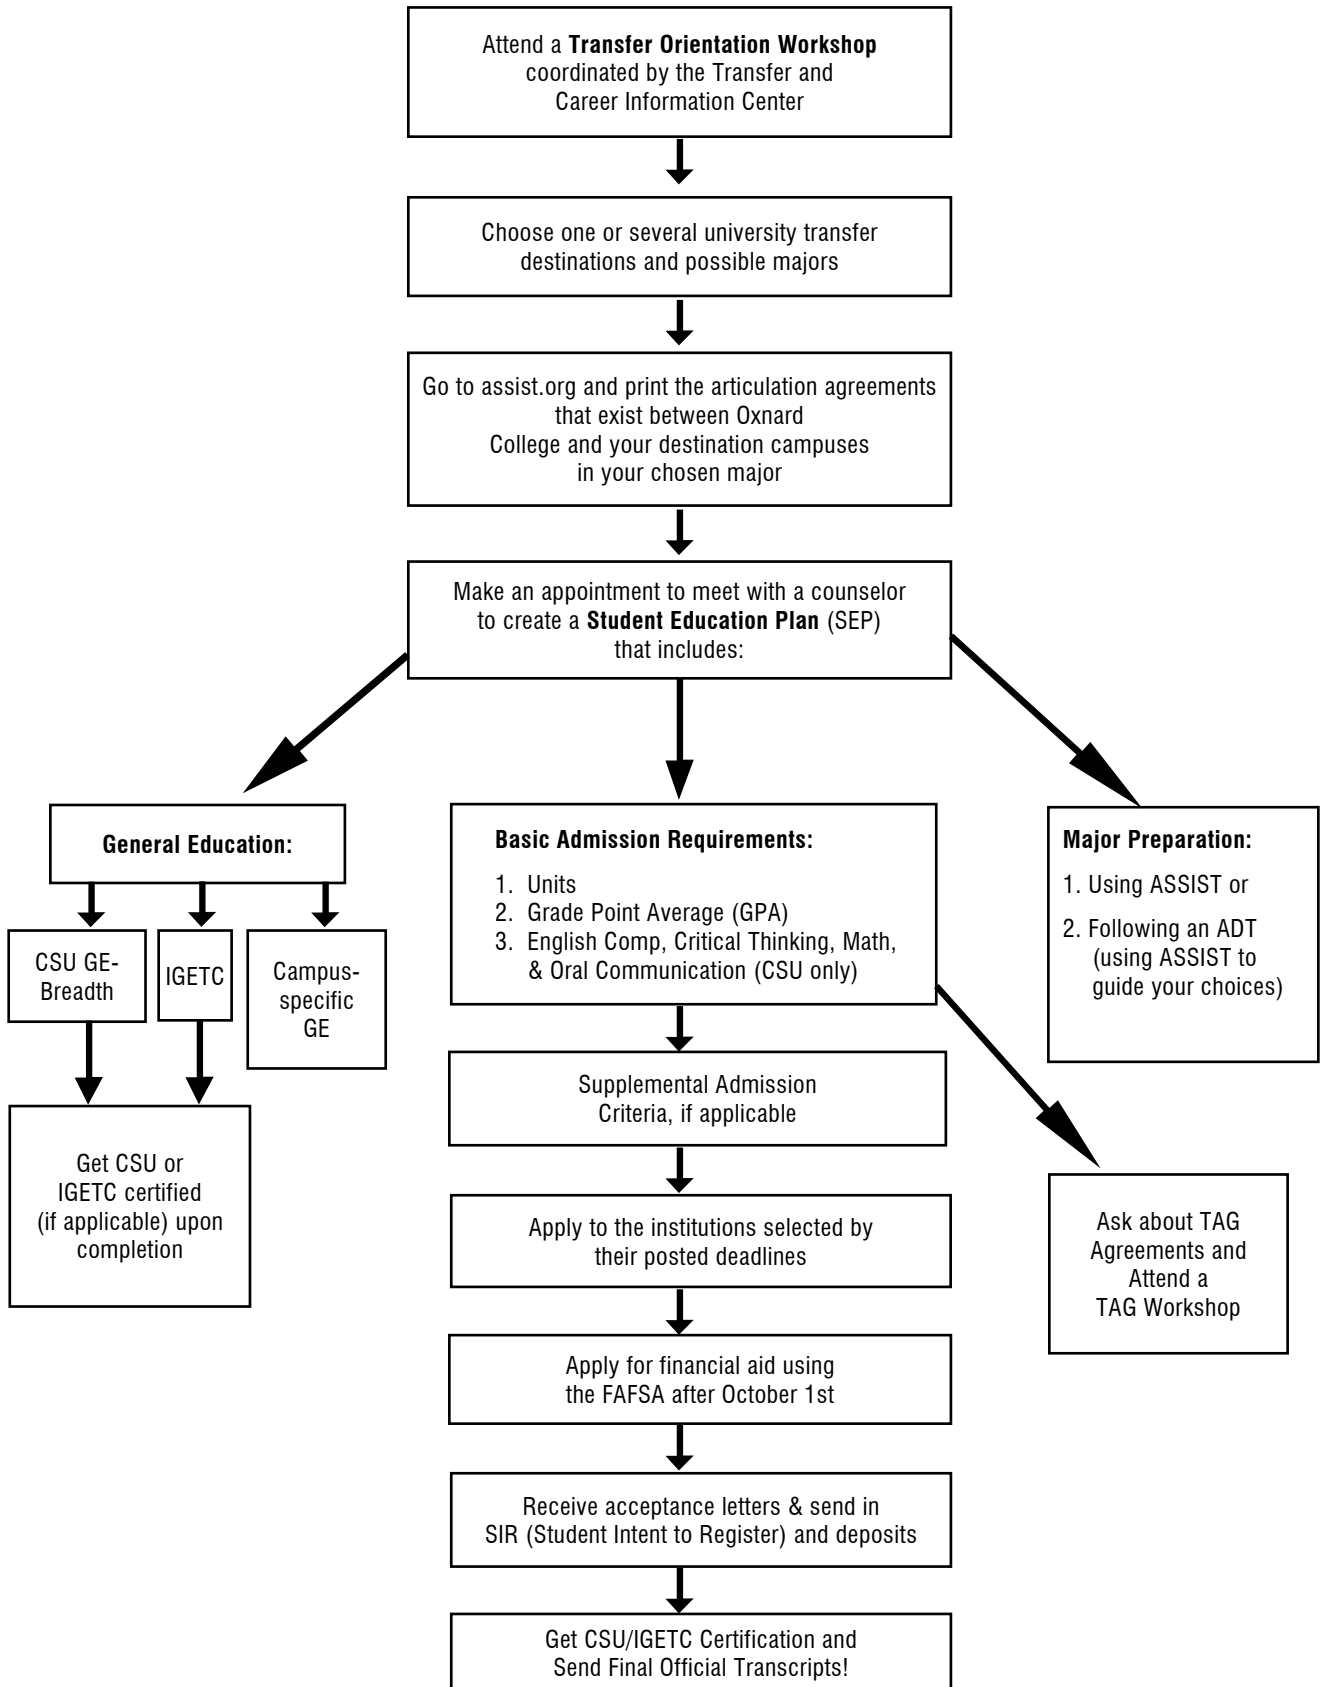 Attend a Transfer Orientation Workshop
coordinated by the Transfer and
Career Information Center
Choose one or several university transfer
destinations and possible majors
Go to assist.org and print the articulation agreements
that exist between Oxnard
College and your destination campuses
in your chosen major
Make an appointment to meet with a counselor
to create a Student Education Plan (SEP)
that includes:
General Education:
CSU GE-
Breadth
IGETC
Campus-
specific
GE
Get CSU or
IGETC certified
(if applicable) upon
completion
Basic Admission Requirements:
1. Units
2. Grade Point Average (GPA)
3. English Comp, Critical Thinking, Math,
& Oral Communication (CSU only)
Major Preparation:
1. Using ASSIST or
2. Following an ADT
(using ASSIST to
guide your choices)
Supplemental Admission
Criteria, if applicable
Ask about TAG
Agreements and
Attend a
TAG Workshop
Apply to the institutions selected by
their posted deadlines
Apply for financial aid using
the FAFSA after October 1st
Receive acceptance letters & send in
SIR (Student Intent to Register) and deposits
Get CSU/IGETC Certification and
Send Final Official Transcripts!